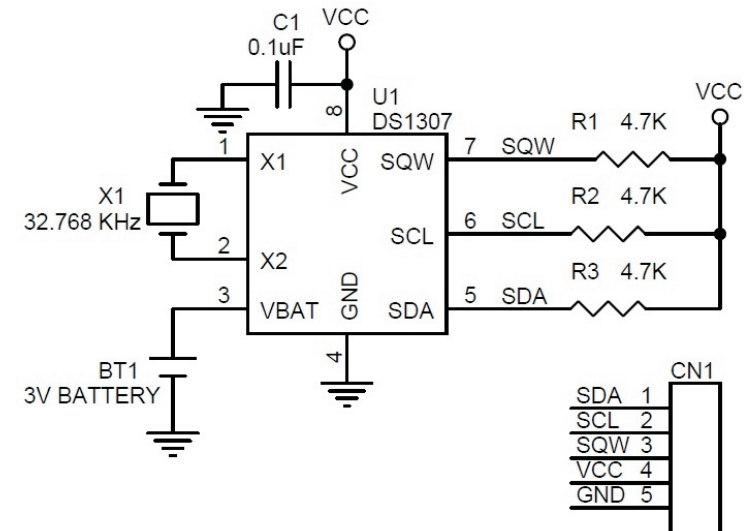 C1
0.1uF
VCC
8
U1
DS1307
VCC
R1 4.7K
1
X1
VCC
SQW
7 SQW
X1
32.768 KHz
R2 4.7K
SCL
6 SCL
2
X2
R3 4.7K
3
VBAT
GND
SDA
5 SDA
4
BT1
3V BATTERY
CN1
SDA 1
SCL 2
SQW 3
VCC 4
GND 5